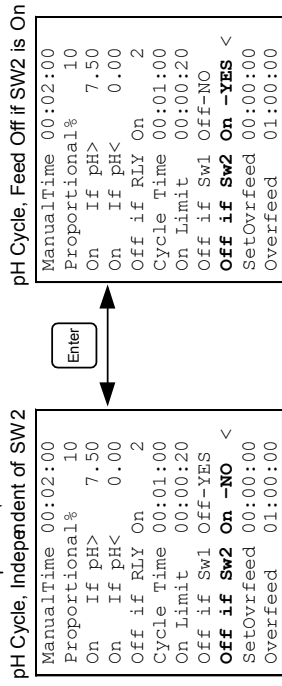 pH Cycle, Independent of SW2
ManualTime 00:02:00
Proportional% 10
On If pH> 7.50
On If pH< 0.00
Off if RLY On 2
Cycle Time 00:01:00
On Limit 00:00:20
Off if Sw1 Off-YES
Off if Sw2 On -NO <
SetOvrfeed 00:00:00
Overfeed 01:00:00
Enter
pH Cycle, Feed Off if SW2 is On
ManualTime 00:02:00
Proportional% 10
On If pH> 7.50
On If pH< 0.00
Off if RLY On 2
Cycle Time 00:01:00
On Limit 00:00:20
Off if Sw1 Off-NO
Off if Sw2 On -YES <
SetOvrfeed 00:00:00
Overfeed 01:00:00